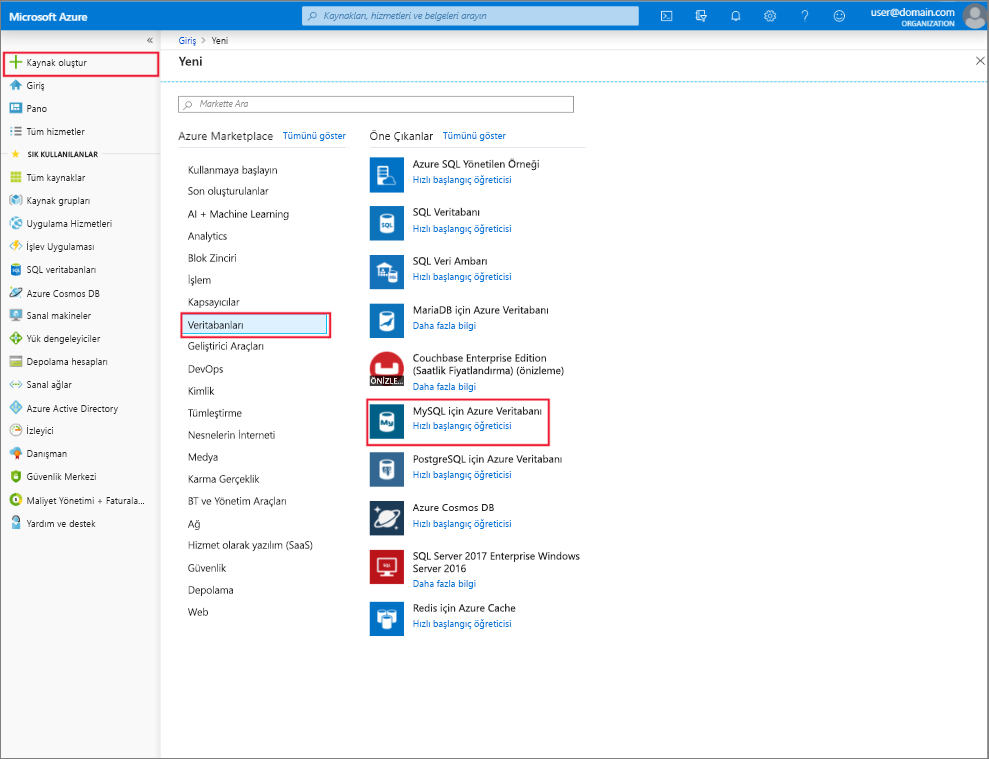 Microsoft Azure
Kaynakları, hizmetleri ve belgeleri arayın
user@domain.com
ORGANIZATION
«
Kaynak oluştur
Giriş
Pano
Tüm hizmetler
SIK KULLANILANLAR
Tüm kaynaklar
Kaynak grupları
Uygulama Hizmetleri
İşlev Uygulaması
SQL veritabanları
Azure Cosmos DB
Sanal makineler
Yük dengeleyiciler
Depolama hesapları
Sanal ağlar
Azure Active Directory
İzleyici
Danışman
Güvenlik Merkezi
Maliyet Yönetimi + Faturala...
Yardım ve destek
Giriş > Yeni
Yeni
Markette Ara
Azure Marketplace Tümünü göster
Kullanmaya başlayın
Son oluşturulanlar
AI + Machine Learning
Analytics
Blok Zinciri
İşlem
Kapsayıcılar
Veritabanları
Geliştirici Araçları
DevOps
Kimlik
Tümleştirme
Nesnelerin İnterneti
Medya
Karma Gerçeklik
BT ve Yönetim Araçları
Ağ
Hizmet olarak yazılım (SaaS)
Güvenlik
Depolama
Web
Öne Çıkanlar Tümünü göster
Azure SQL Yönetilen Örneği
Hızlı başlangıç öğreticisi
SQL
SQL Veritabanı
Hızlı başlangıç öğreticisi
SQL Veri Ambarı
Hızlı başlangıç öğreticisi
MariaDB için Azure Veritabanı
Daha fazla bilgi
ÖNİZLE...
Couchbase Enterprise Edition
(Saatlik Fiyatlandırma) (önizleme)
Daha fazla bilgi
My
MySQL için Azure Veritabanı
Hızlı başlangıç öğreticisi
PostgreSQL için Azure Veritabanı
Hızlı başlangıç öğreticisi
Azure Cosmos DB
Hızlı başlangıç öğreticisi
SQL
SQL Server 2017 Enterprise Windows
Server 2016
Daha fazla bilgi
Redis için Azure Cache
Hızlı başlangıç öğreticisi